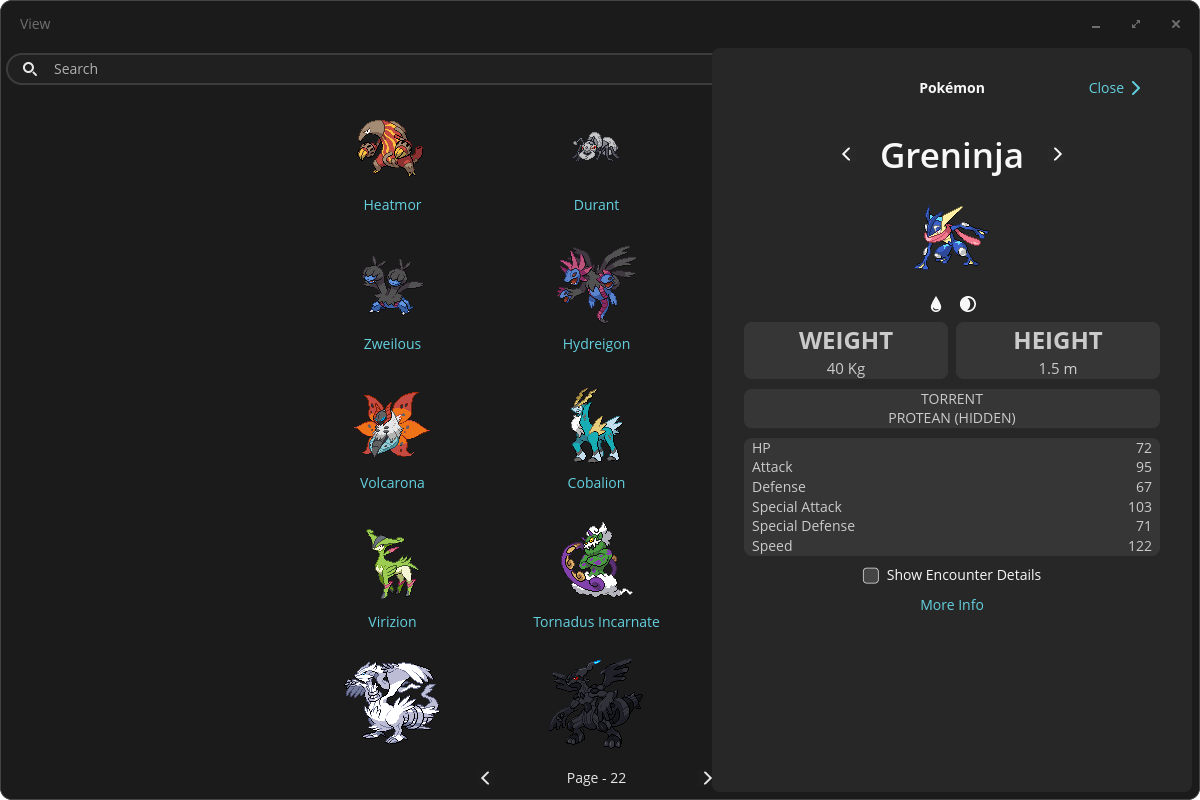 View
Search
Heatmor
Durant
Zweilous
Hydreigon
Volcarona
Cobalion
Virizion
Tornadus Incarnate
Page - 22
Pokémon
Close
Greninja
WEIGHT
40 Kg
HEIGHT
1.5 m
TORRENT
PROTEAN (HIDDEN)
HP 72
Attack 95
Defense 67
Special Attack 103
Special Defense 71
Speed 122
Show Encounter Details
More Info